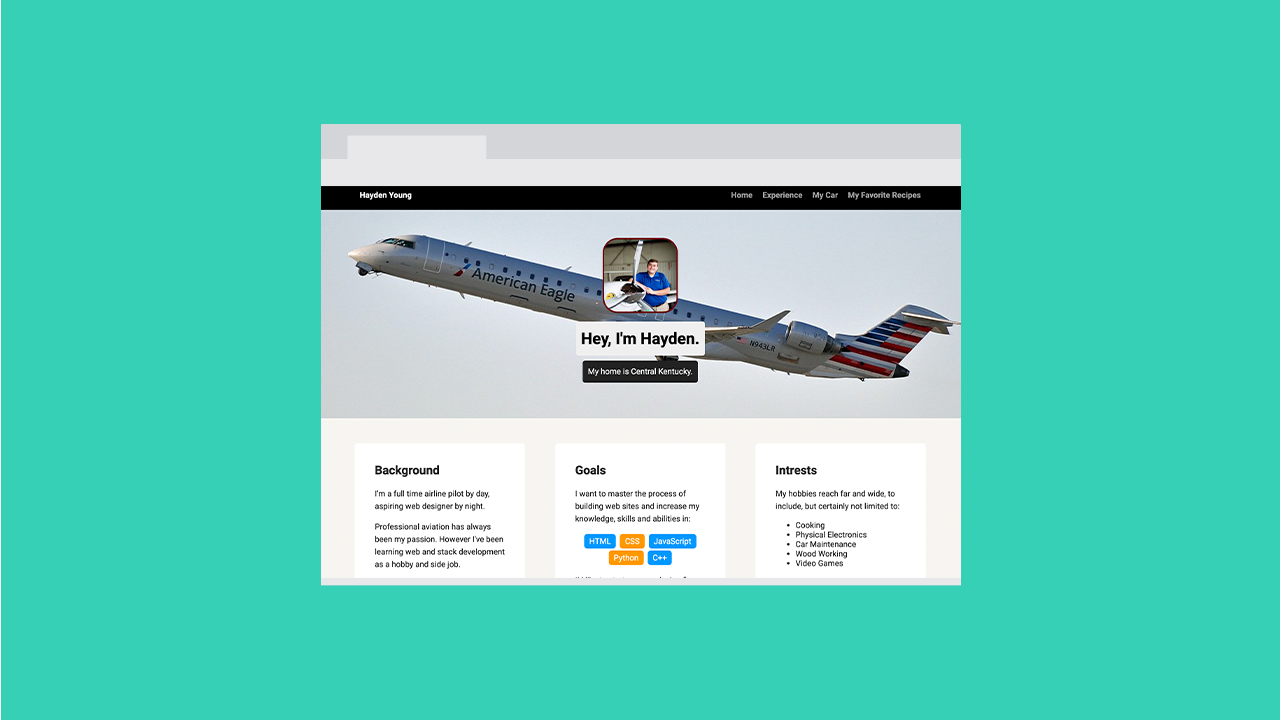 Hayden Young
Home Experience My Car My Favorite Recipes
American Eagle
N943LR
Hey, I'm Hayden.
My home is Central Kentucky.
Background
I'm a full time airline pilot by day,
aspiring web designer by night.
Professional aviation has always
been my passion. However I've been
learning web and stack development
as a hobby and side job.
Goals
I want to master the process of
building web sites and increase my
knowledge, skills and abilities in:
HTML CSS JavaScript
Python C++
Intrests
My hobbies reach far and wide, to
include, but certainly not limited to:
• Cooking
• Physical Electronics
• Car Maintenance
• Wood Working
• Video Games